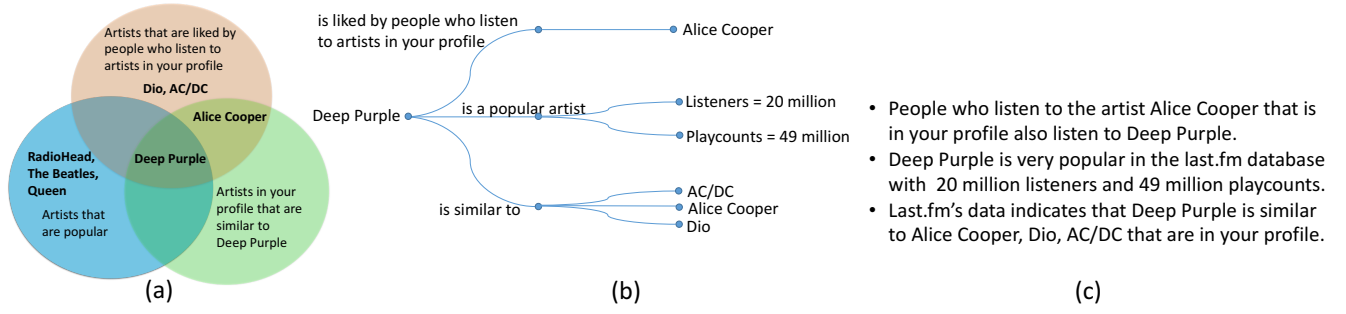 Artists that are liked by
people who listen to
artists in your profile
Dio, AC/DC
Alice Cooper
Deep Purple
RadioHead,
The Beatles,
Queen
Artists that
are popular
Artists in your
profile that are
similar to
Deep Purple
(a)
is liked by people who listen
to artists in your profile
Alice Cooper
Deep Purple
is a popular artist
Listeners = 20 million
Playcounts = 49 million
is similar to
AC/DC
Alice Cooper
Dio
(b)
• People who listen to the artist Alice Cooper that is
in your profile also listen to Deep Purple.
• Deep Purple is very popular in the last.fm database
with 20 million listeners and 49 million playcounts.
• Last.fm's data indicates that Deep Purple is similar
to Alice Cooper, Dio, AC/DC that are in your profile.
(c)